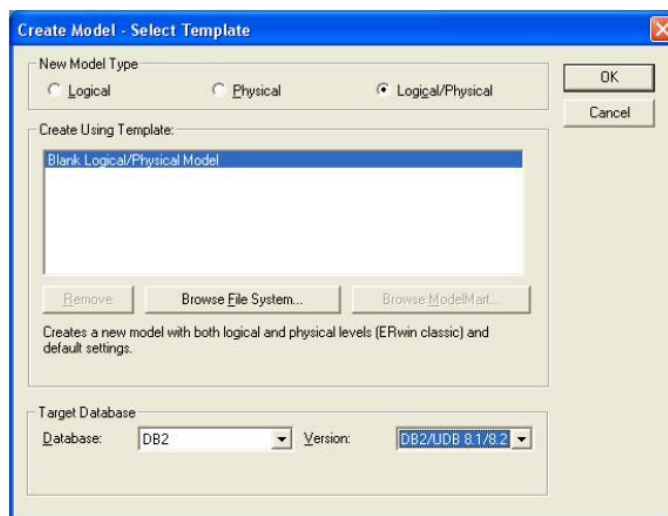 Create Model - Select Template
New Model Type
Logical Physical Logical/Physical
OK
Cancel
Create Using Template:
Blank Logical/Physical Model
Remove Browse File System... Browse ModelMart...
Creates a new model with both logical and physical levels (ERwin classic) and
default settings.
Target Database
Database: DB2 Version: DB2/UDB 8.1/8.2